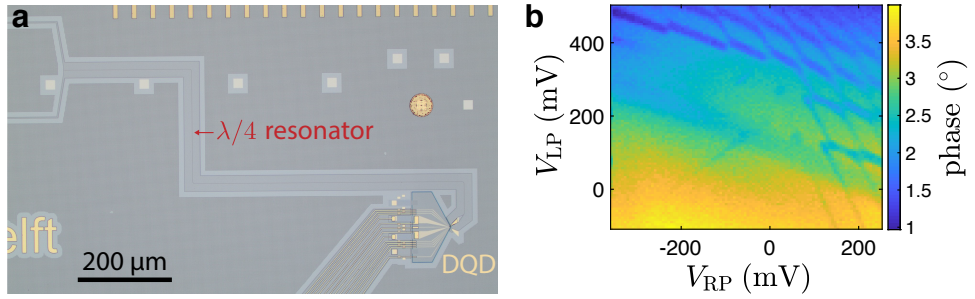 a
λ/4 resonator
elft
200 µm
DQD
b
V_LP (mV)
400
200
0
-200
0
200
V_RP (mV)
3.5
3
2.5
2
1.5
1
phase (°)